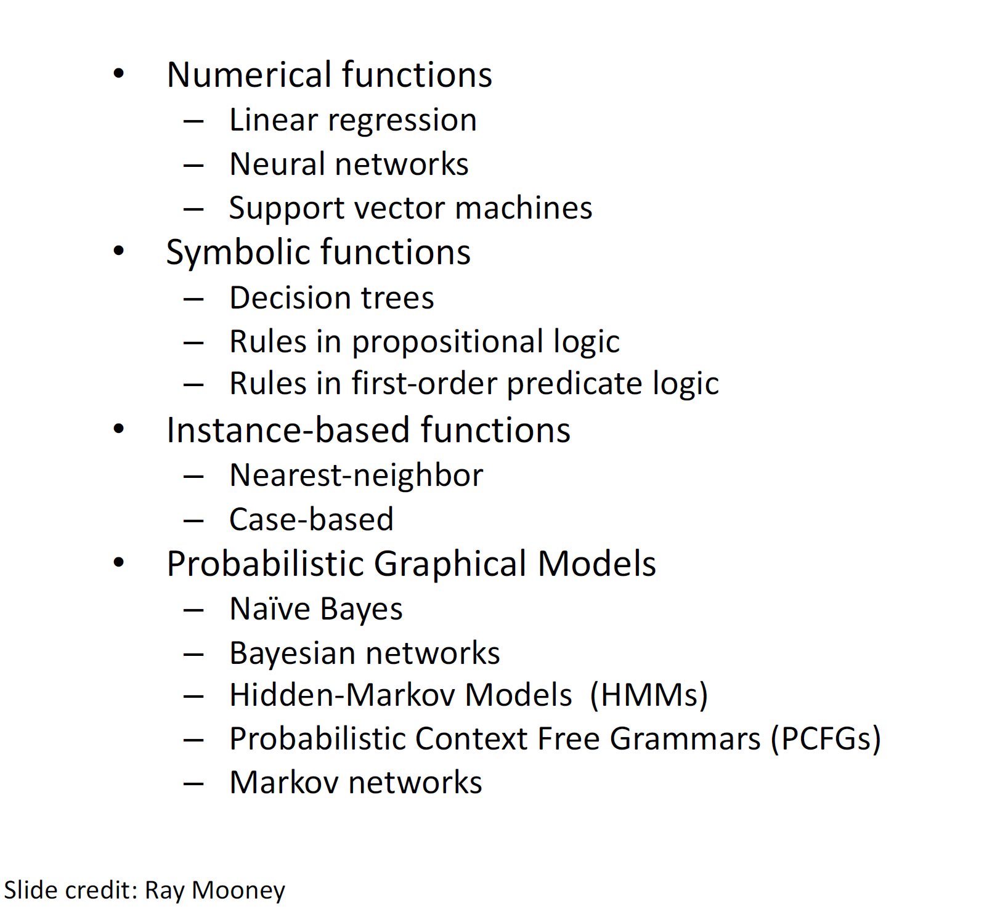 • Numerical functions
– Linear regression
– Neural networks
– Support vector machines
• Symbolic functions
– Decision trees
– Rules in propositional logic
– Rules in first-order predicate logic
• Instance-based functions
– Nearest-neighbor
– Case-based
• Probabilistic Graphical Models
– Naïve Bayes
– Bayesian networks
– Hidden-Markov Models (HMMs)
– Probabilistic Context Free Grammars (PCFGs)
– Markov networks
Slide credit: Ray Mooney